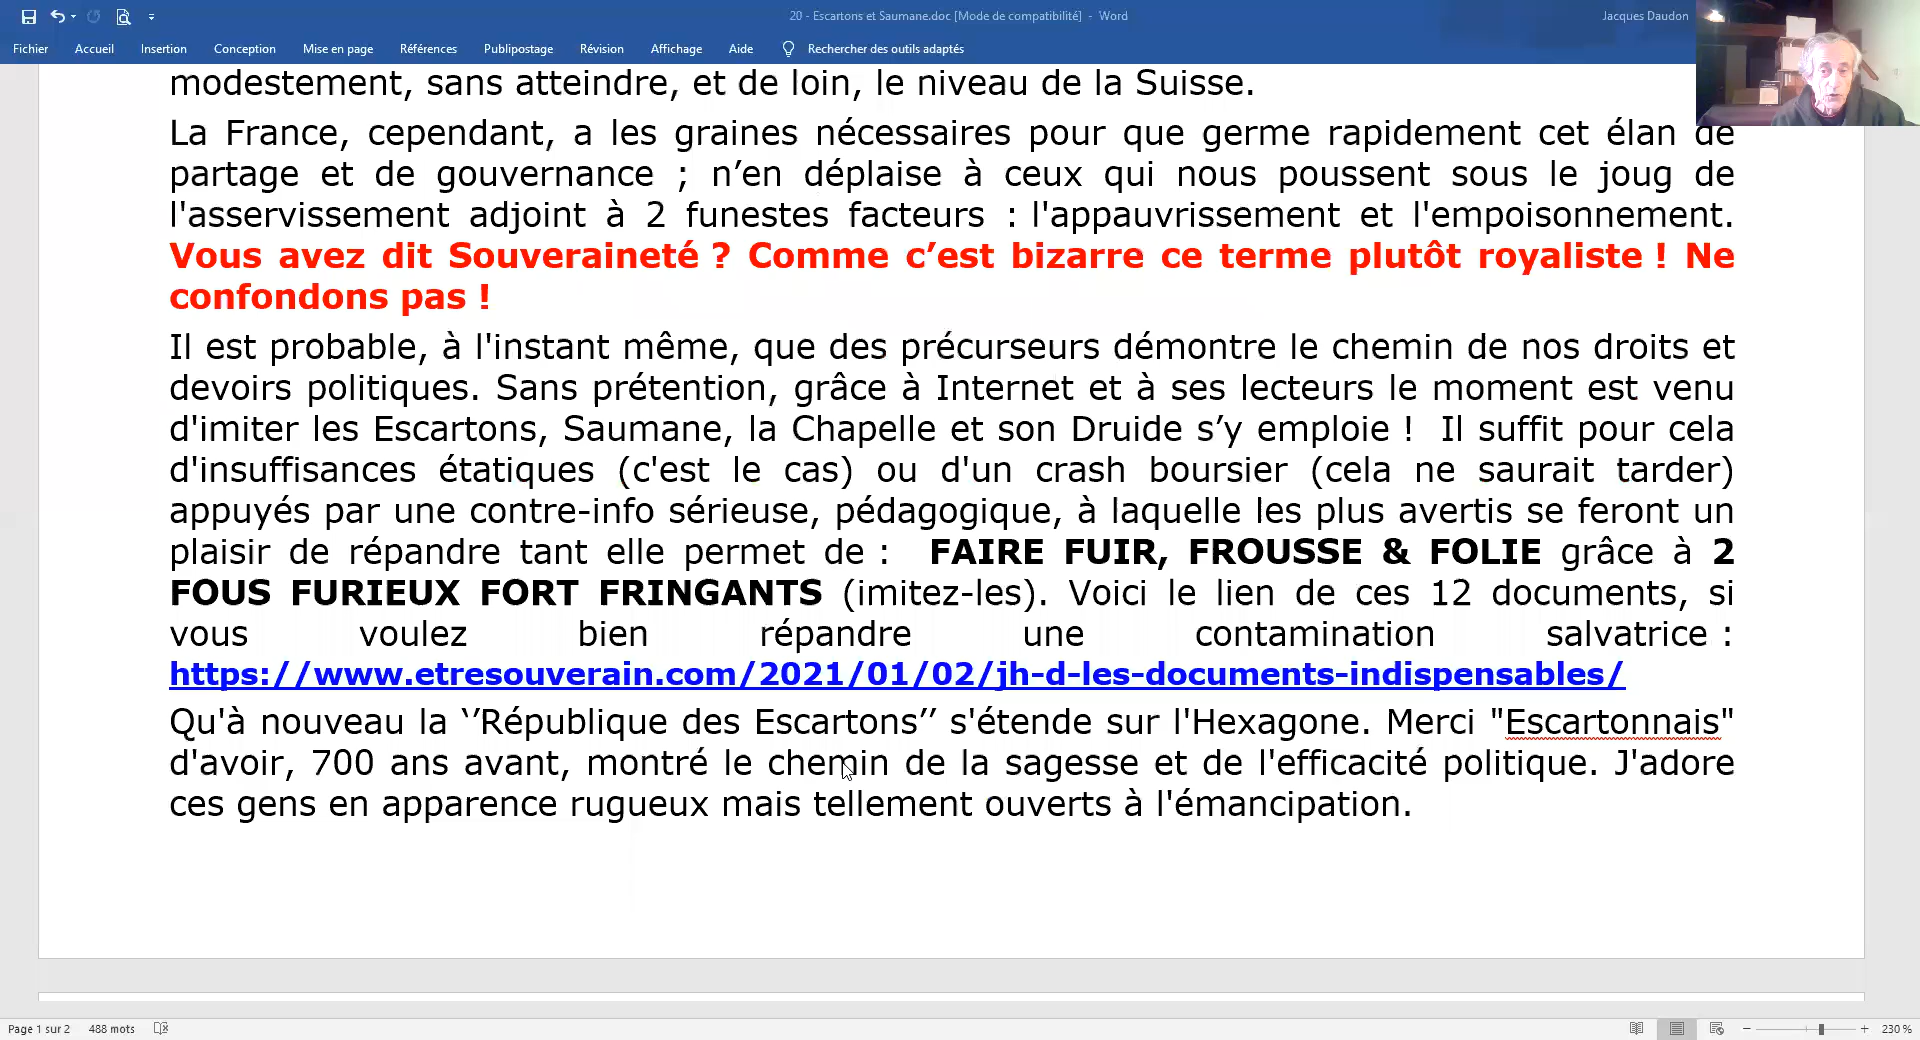 20 - Escartons et Saumane.doc [Mode de compatibilité] - Word
Jacques Daudon
Fichier Accueil Insertion Conception Mise en page Références Publipostage Révision Affichage Aide Rechercher des outils adaptés
modestement, sans atteindre, et de loin, le niveau de la Suisse.
La France, cependant, a les graines nécessaires pour que germe rapidement cet élan de
partage et de gouvernance ; n’en déplaise à ceux qui nous poussent sous le joug de
l'asservissement adjoint à 2 funestes facteurs : l'appauvrissement et l'empoisonnement.
Vous avez dit Souveraineté ? Comme c’est bizarre ce terme plutôt royaliste ! Ne
confondons pas !
Il est probable, à l'instant même, que des précurseurs démontre le chemin de nos droits et
devoirs politiques. Sans prétention, grâce à Internet et à ses lecteurs le moment est venu
d'imiter les Escartons, Saumane, la Chapelle et son Druide s’y emploie ! Il suffit pour cela
d'insuffisances étatiques (c'est le cas) ou d'un crash boursier (cela ne saurait tarder)
appuyés par une contre-info sérieuse, pédagogique, à laquelle les plus avertis se feront un
plaisir de répandre tant elle permet de : FAIRE FUIR, FROUSSE & FOLIE grâce à 2
FOUS FURIEUX FORT FRINGANTS (imitez-les). Voici le lien de ces 12 documents, si
vous voulez bien répandre une contamination salvatrice :
https://www.etresouverain.com/2021/01/02/jh-d-les-documents-indispensables/
Qu'à nouveau la ‘’République des Escartons’’ s'étende sur l'Hexagone. Merci "Escartonnais"
d'avoir, 700 ans avant, montré le chemin de la sagesse et de l'efficacité politique. J'adore
ces gens en apparence rugueux mais tellement ouverts à l'émancipation.
Page 1 sur 2 488 mots
230 %